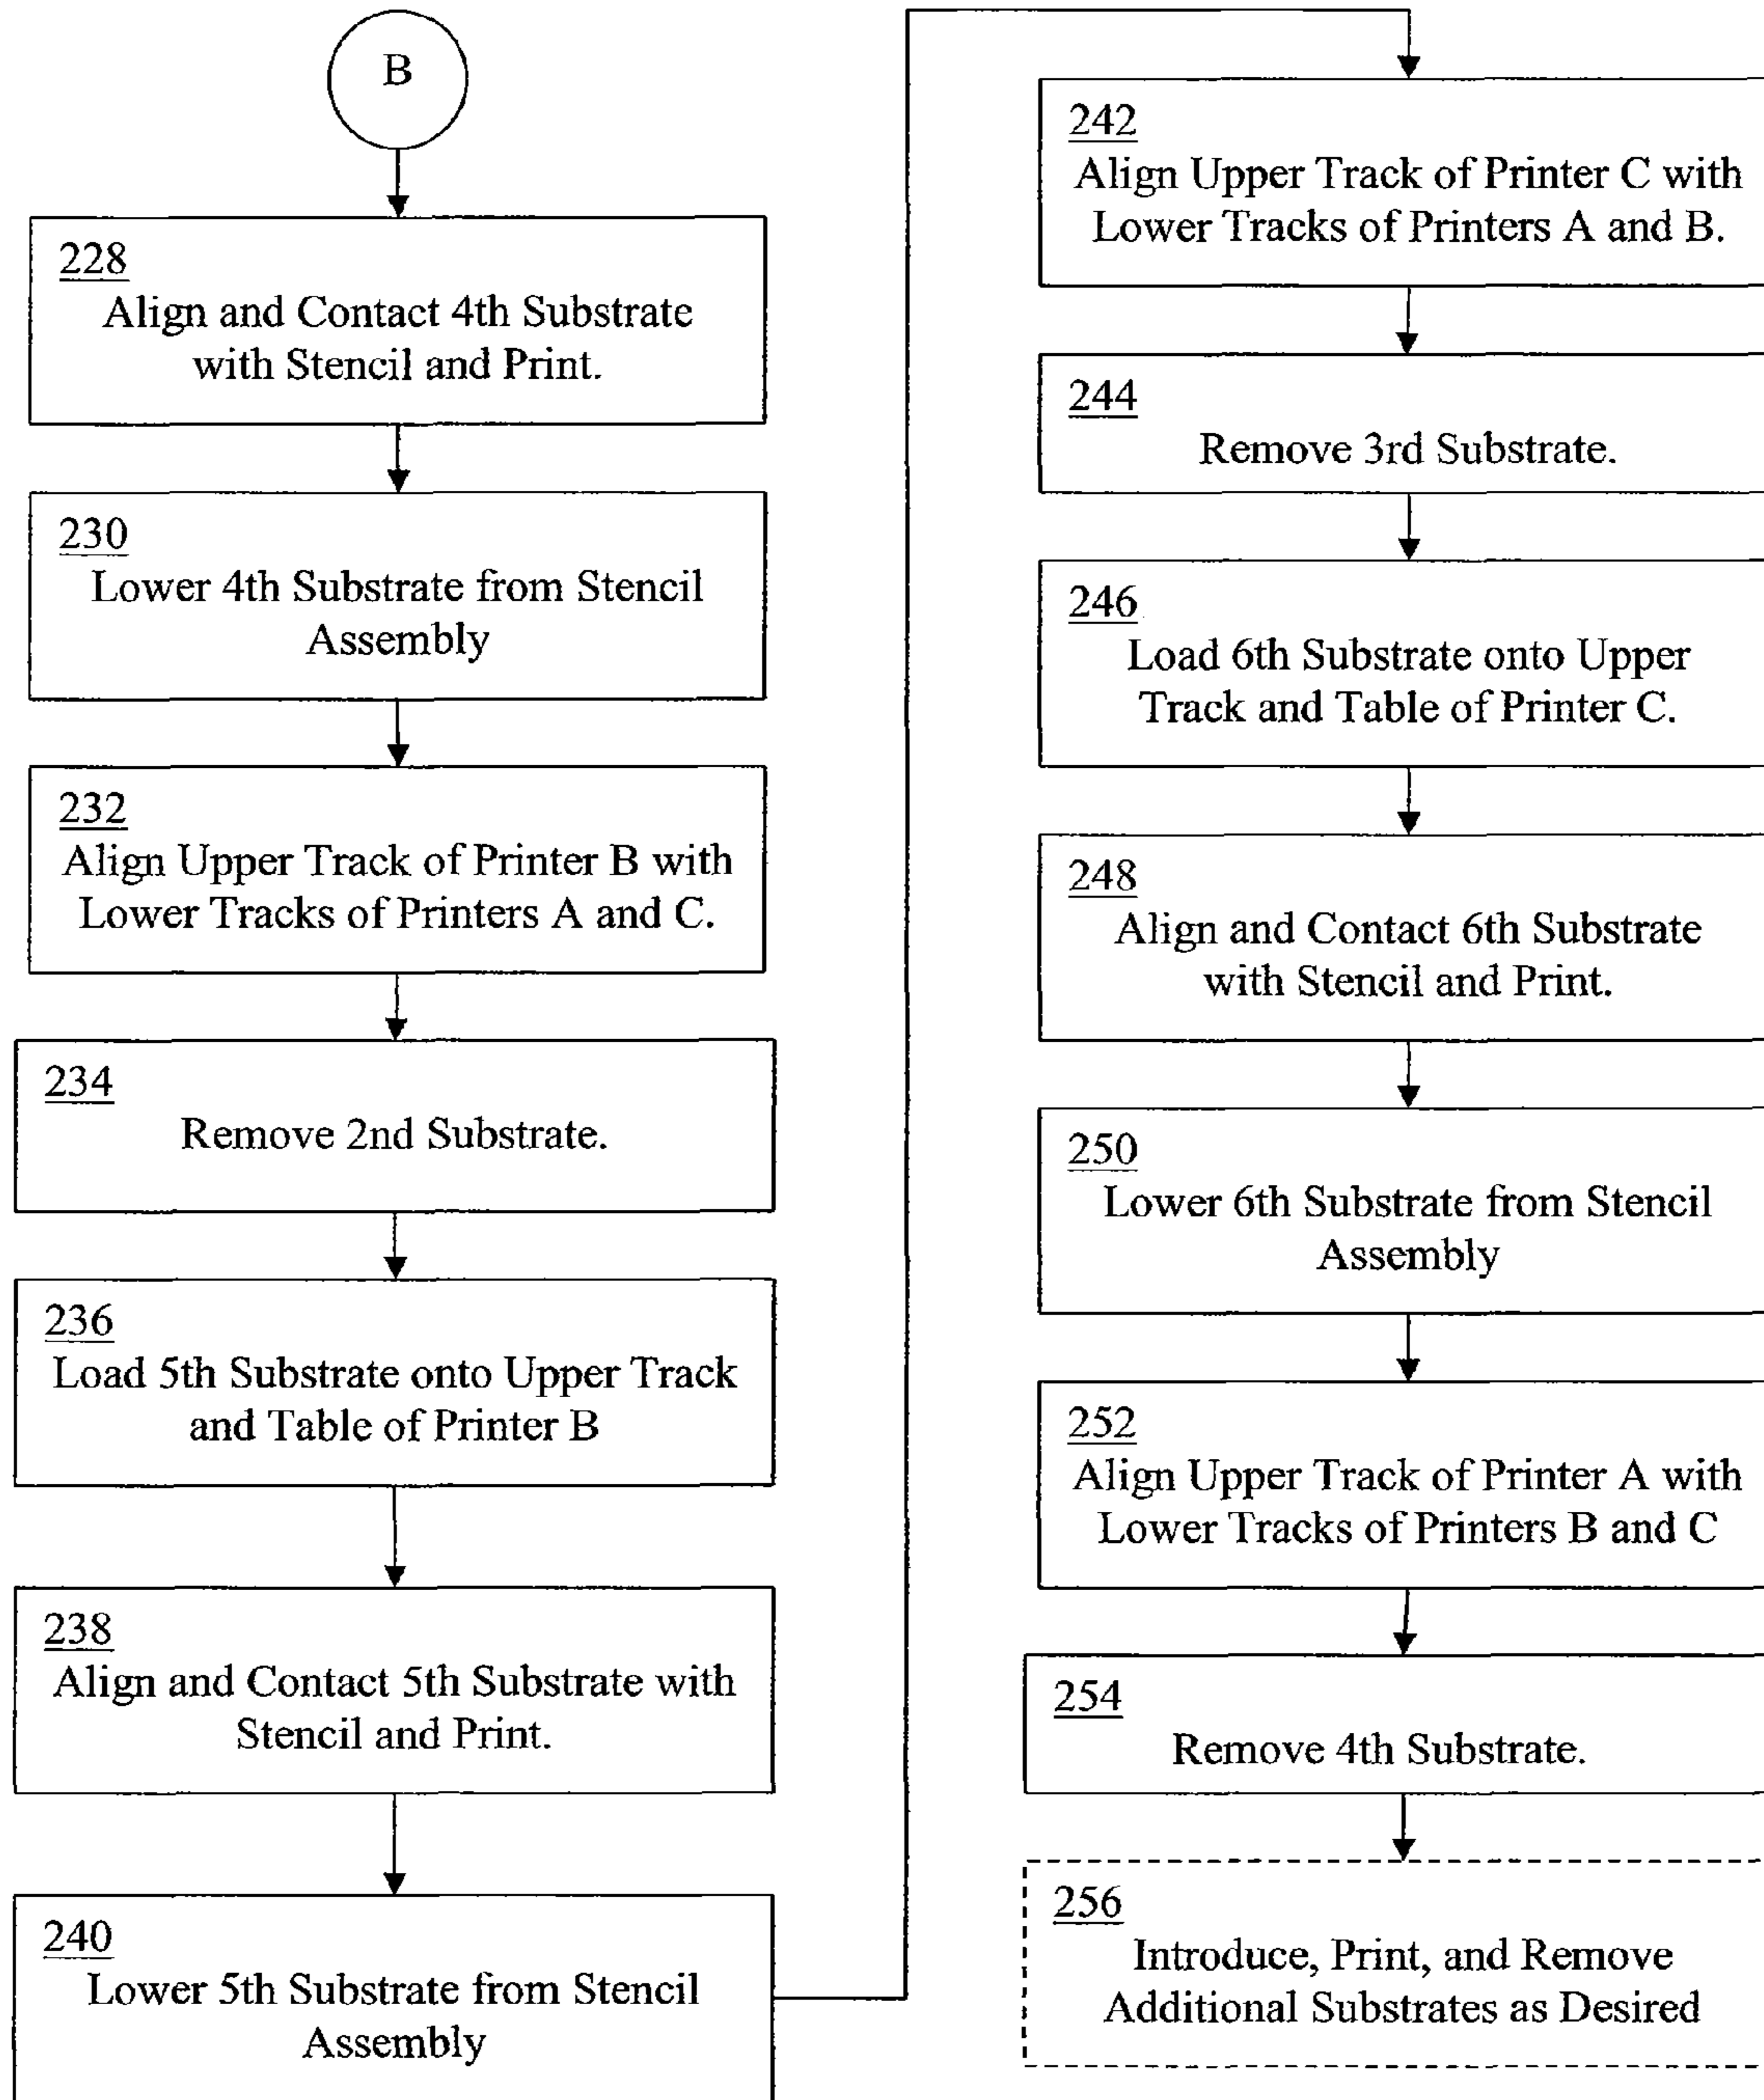 B
228
Align and Contact 4th Substrate
with Stencil and Print.
230
Lower 4th Substrate from Stencil
Assembly
232
Align Upper Track of Printer B with
Lower Tracks of Printers A and C.
234
Remove 2nd Substrate.
236
Load 5th Substrate onto Upper Track
and Table of Printer B
238
Align and Contact 5th Substrate with
Stencil and Print.
240
Lower 5th Substrate from Stencil
Assembly
242
Align Upper Track of Printer C with
Lower Tracks of Printers A and B.
244
Remove 3rd Substrate.
246
Load 6th Substrate onto Upper
Track and Table of Printer C.
248
Align and Contact 6th Substrate
with Stencil and Print.
250
Lower 6th Substrate from Stencil
Assembly
252
Align Upper Track of Printer A with
Lower Tracks of Printers B and C
254
Remove 4th Substrate.
256
Introduce, Print, and Remove
Additional Substrates as Desired